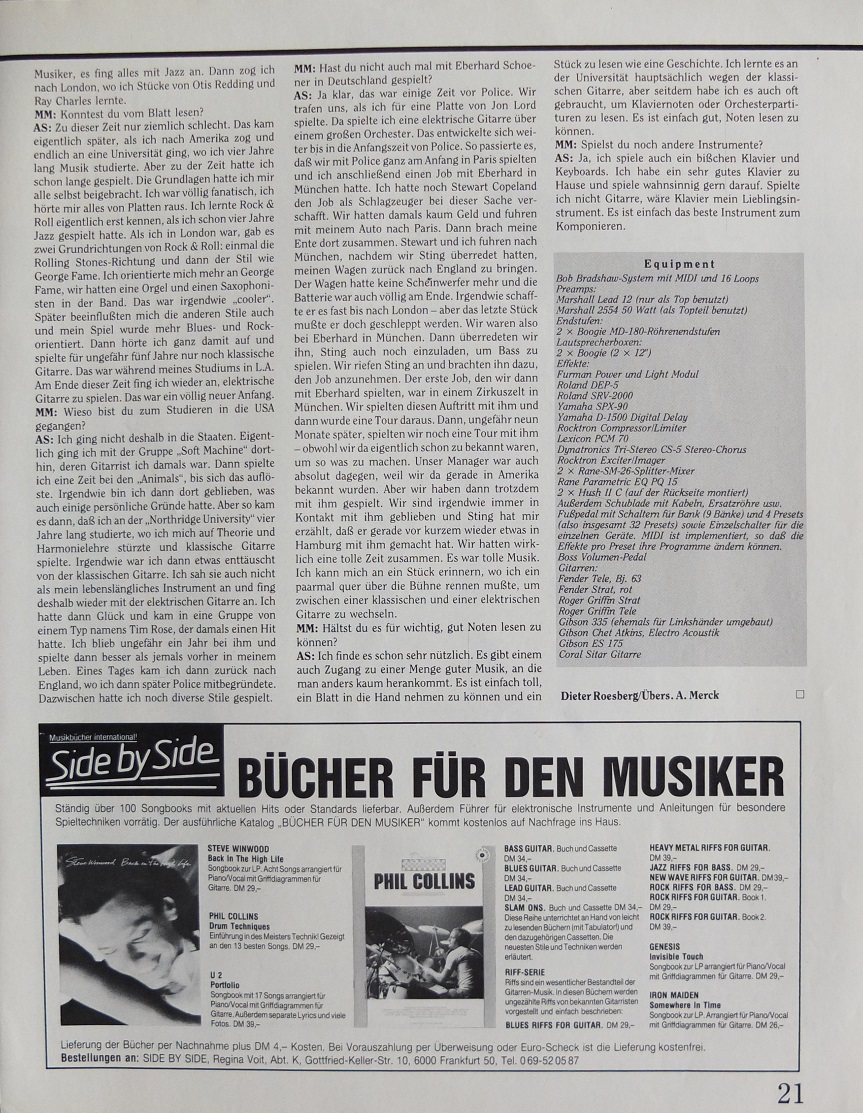 Musiker, es fing alles mit Jazz an. Dann zog ich
nach London, wo ich Stücke von Otis Redding und
Ray Charles lernte.
MM: Konntest du vom Blatt lesen?
AS: Zu dieser Zeit nur ziemlich schlecht. Das kam
eigentlich später, als ich nach Amerika zog und
endlich an eine Universität ging, wo ich vier Jahre
lang Musik studierte. Aber zu der Zeit hatte ich
schon lange gespielt. Die Grundlagen hatte ich mir
alle selbst beigebracht. Ich war völlig fanatisch, ich
hörte mir alles von Platten raus. Ich lernte Rock &
Roll eigentlich erst kennen, als ich schon vier Jahre
Jazz gespielt hatte. Als ich in London war, gab es
zwei Grundrichtungen von Rock & Roll: einmal die
Rolling Stones-Richtung und dann der Stil wie
George Fame. Ich orientierte mich mehr an George
Fame, wir hatten eine Orgel und einen Saxophoni-
sten in der Band. Das war irgendwie „cooler".
Später beeinflußten mich die anderen Stile auch
und mein Spiel wurde mehr Blues- und Rock-
orientiert. Dann hörte ich ganz damit auf und
spielte für ungefähr fünf Jahre nur noch klassische
Gitarre. Das war während meines Studiums in L.A.
Am Ende dieser Zeit fing ich wieder an, elektrische
Gitarre zu spielen. Das war ein völlig neuer Anfang.
MM: Wieso bist du zum Studieren in die USA
gegangen?
AS: Ich ging nicht deshalb in die Staaten. Eigent-
lich ging ich mit der Gruppe „Soft Machine" dort-
hin, deren Gitarrist ich damals war. Dann spielte
ich eine Zeit bei den „Animals", bis sich das auflö-
ste. Irgendwie bin ich dann dort geblieben, was
auch einige persönliche Gründe hatte. Aber so kam
es dann, daß ich an der „Northridge University" vier
Jahre lang studierte, wo ich mich auf Theorie und
Harmonielehre stürzte und klassische Gitarre
spielte. Irgendwie war ich dann etwas enttäuscht
von der klassischen Gitarre. Ich sah sie auch nicht
als mein lebenslängliches Instrument an und fing
deshalb wieder mit der elektrischen Gitarre an. Ich
hatte dann Glück und kam in eine Gruppe von
einem Typ namens Tim Rose, der damals einen Hit
hatte. Ich blieb ungefähr ein Jahr bei ihm und
spielte dann besser als jemals vorher in meinem
Leben. Eines Tages kam ich dann zurück nach
England, wo ich dann später Police mitbegründete.
Dazwischen hatte ich noch diverse Stile gespielt.
MM: Hast du nicht auch mal mit Eberhard Schoe-
ner in Deutschland gespielt?
AS: Ja klar, das war einige Zeit vor Police. Wir
trafen uns, als ich für eine Platte von Jon Lord
spielte. Da spielte ich eine elektrische Gitarre über
einem großen Orchester. Das entwickelte sich wei-
ter bis in die Anfangszeit von Police. So passierte es,
daß wir mit Police ganz am Anfang in Paris spielten
und ich anschließend einen Job mit Eberhard in
München hatte. Ich hatte noch Stewart Copeland
den Job als Schlagzeuger bei dieser Sache ver-
schafft. Wir hatten damals kaum Geld und fuhren
mit meinem Auto nach Paris. Dann brach meine
Ente dort zusammen. Stewart und ich fuhren nach
München, nachdem wir Sting überredet hatten,
meinen Wagen zurück nach England zu bringen.
Der Wagen hatte keine Scheinwerfer mehr und die
Batterie war auch völlig am Ende. Irgendwie schaff-
te er es fast bis nach London – aber das letzte Stück
mußte er doch geschleppt werden. Wir waren also
bei Eberhard in München. Dann überredeten wir
ihn, Sting auch noch einzuladen, um Bass zu
spielen. Wir riefen Sting an und brachten ihn dazu,
den Job anzunehmen. Der erste Job, den wir dann
mit Eberhard spielten, war in einem Zirkuszelt in
München. Wir spielten diesen Auftritt mit ihm und
dann wurde eine Tour daraus. Dann, ungefähr neun
Monate später, spielten wir noch eine Tour mit ihm
– obwohl wir da eigentlich schon zu bekannt waren,
um so was zu machen. Unser Manager war auch
absolut dagegen, weil wir da gerade in Amerika
bekannt wurden. Aber wir haben dann trotzdem
mit ihm gespielt. Wir sind irgendwie immer in
Kontakt mit ihm geblieben und Sting hat mir
erzählt, daß er gerade vor kurzem wieder etwas in
Hamburg mit ihm gemacht hat. Wir hatten wirk-
lich eine tolle Zeit zusammen. Es war tolle Musik.
Ich kann mich an ein Stück erinnern, wo ich ein
paarmal quer über die Bühne rennen mußte, um
zwischen einer klassischen und einer elektrischen
Gitarre zu wechseln.
MM: Hältst du es für wichtig, gut Noten lesen zu
können?
AS: Ich finde es schon sehr nützlich. Es gibt einem
auch Zugang zu einer Menge guter Musik, an die
man anders kaum herankommt. Es ist einfach toll,
ein Blatt in die Hand nehmen zu können und ein
Stück zu lesen wie eine Geschichte. Ich lernte es an
der Universität hauptsächlich wegen der klassi-
schen Gitarre, aber seitdem habe ich es auch oft
gebraucht, um Klaviernoten oder Orchesterparti-
turen zu lesen. Es ist einfach gut, Noten lesen zu
können.
MM: Spielst du noch andere Instrumente?
AS: Ja, ich spiele auch ein bißchen Klavier und
Keyboards. Ich habe ein sehr gutes Klavier zu
Hause und spiele wahnsinnig gern darauf. Spielte
ich nicht Gitarre, wäre Klavier mein Lieblingsin-
strument. Es ist einfach das beste Instrument zum
Komponieren.
Equipment
Bob Bradshaw-System mit MIDI und 16 Loops
Preamps:
Marshall Lead 12 (nur als Top benutzt)
Marshall 2554 50 Watt (als Topteil benutzt)
Endstufen:
2 × Boogie MD-180-Röhrenendstufen
Lautsprecherboxen:
2 × Boogie (2 × 12")
Effekte:
Furman Power und Light Modul
Roland DEP-5
Roland SRV-2000
Yamaha SPX-90
Yamaha D-1500 Digital Delay
Rocktron Compressor/Limiter
Lexicon PCM 70
Dynatronics Tri-Stereo CS-5 Stereo-Chorus
Rocktron Exciter/Imager
2 × Rane-SM-26-Splitter-Mixer
Rane Parametric EQ PQ 15
2 × Hush II C (auf der Rückseite montiert)
Außerdem Schublade mit Kabeln, Ersatzröhre usw.
Fußpedal mit Schaltern für Bank (9 Bänke) und 4 Presets
(also insgesamt 32 Presets) sowie Einzelschalter für die
einzelnen Geräte. MIDI ist implementiert, so daß die
Effekte pro Preset ihre Programme ändern können.
Boss Volumen-Pedal
Gitarren:
Fender Tele, Bj. 63
Fender Strat, rot
Roger Griffin Strat
Roger Griffin Tele
Gibson 335 (ehemals für Linkshänder umgebaut)
Gibson Chet Atkins, Electro Acoustik
Gibson ES 175
Coral Sitar Gitarre
Dieter Roesberg/Übers. A. Merck □
Musikbücher international!
Side by Side
BÜCHER FÜR DEN MUSIKER
Ständig über 100 Songbooks mit aktuellen Hits oder Standards lieferbar. Außerdem Führer für elektronische Instrumente und Anleitungen für besondere
Spieltechniken vorrätig. Der ausführliche Katalog „BÜCHER FÜR DEN MUSIKER" kommt kostenlos auf Nachfrage ins Haus.
Steve Winwood Back In The High Life
STEVE WINWOOD
Back In The High Life
Songbook zur LP. Acht Songs arrangiert für
Piano/Vocal mit Griffdiagrammen für
Gitarre. DM 29,–
PHIL COLLINS
Drum Techniques
Einführung in des Meisters Technik! Gezeigt
an den 13 besten Songs. DM 29,–
U 2
Portfolio
Songbook mit 17 Songs arrangiert für
Piano/Vocal mit Griffdiagrammen für
Gitarre. Außerdem separate Lyrics und viele
Fotos. DM 39,–
PHIL COLLINS
BASS GUITAR. Buch und Cassette
DM 34,–
BLUES GUITAR. Buch und Cassette
DM 34,–
LEAD GUITAR. Buch und Cassette
DM 34,–
SLAM ONS. Buch und Cassette DM 34,–
Diese Reihe unterrichtet an Hand von leicht
zu lesenden Büchern (mit Tabulator) und
den dazugehörigen Cassetten. Die
neuesten Stile und Techniken werden
erläutert.
RIFF-SERIE
Riffs sind ein wesentlicher Bestandteil der
Gitarren-Musik. In diesen Büchern werden
ungezählte Riffs von bekannten Gitarristen
vorgestellt und einfach beschrieben:
BLUES RIFFS FOR GUITAR. DM 29,–
HEAVY METAL RIFFS FOR GUITAR.
DM 39,–
JAZZ RIFFS FOR BASS. DM 29,–
NEW WAVE RIFFS FOR GUITAR. DM 39,–
ROCK RIFFS FOR BASS. DM 29,–
ROCK RIFFS FOR GUITAR. Book 1.
DM 29,–
ROCK RIFFS FOR GUITAR. Book 2.
DM 39,–
GENESIS
Invisible Touch
Songbook zur LP arrangiert für Piano/Vocal
mit Griffdiagrammen für Gitarre. DM 29,–
IRON MAIDEN
Somewhere In Time
Songbook zur LP. Arrangiert für Piano/Vocal
mit Griffdiagrammen für Gitarre. DM 26,–
Lieferung der Bücher per Nachnahme plus DM 4,– Kosten. Bei Vorauszahlung per Überweisung oder Euro-Scheck ist die Lieferung kostenfrei.
Bestellungen an: SIDE BY SIDE, Regina Voit, Abt. K, Gottfried-Keller-Str. 10, 6000 Frankfurt 50, Tel. 0 69-52 05 87
21